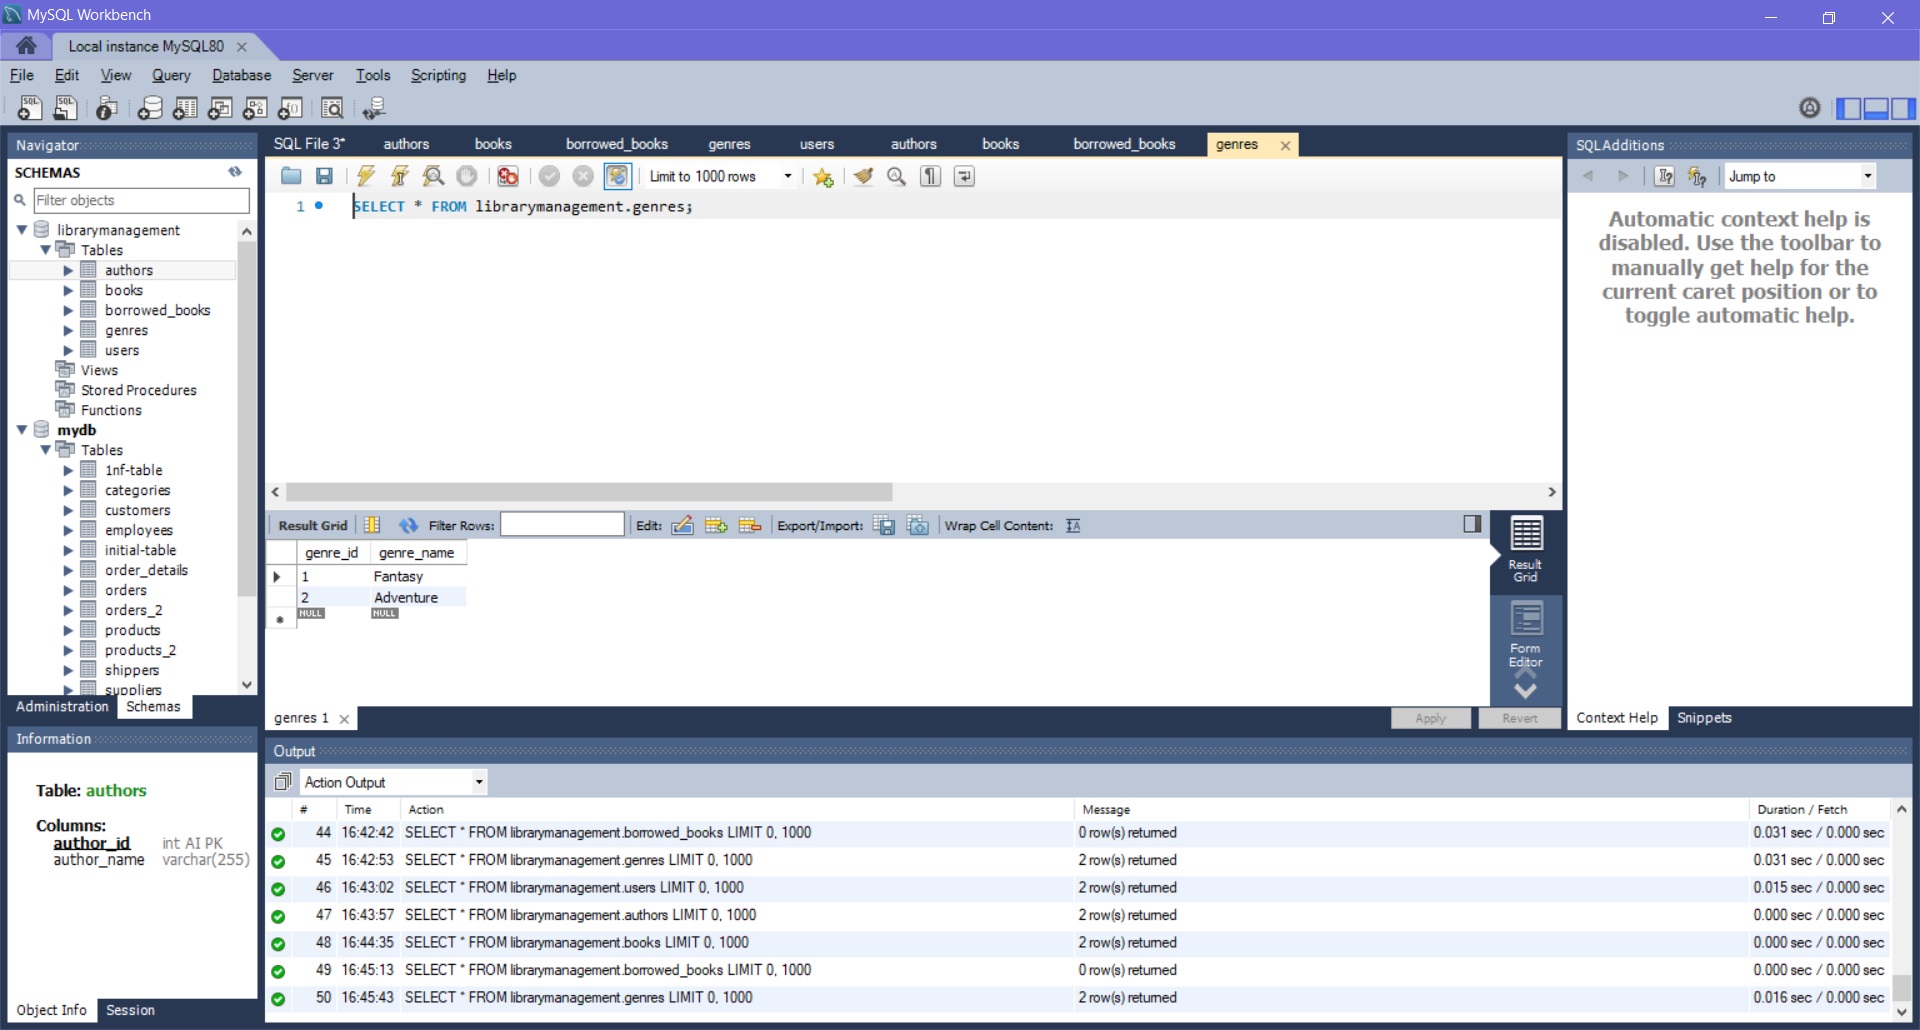 MySQL Workbench
Local instance MySQL80
File Edit View Query Database Server Tools Scripting Help
Navigator
SCHEMAS
Filter objects
librarymanagement
Tables
authors
books
borrowed_books
genres
users
Views
Stored Procedures
Functions
mydb
Tables
1nf-table
categories
customers
employees
initial-table
order_details
orders
orders_2
products
products_2
shippers
suppliers
Administration Schemas
Information
Table: authors
Columns:
author_id int AI PK
author_name varchar(255)
Object Info Session
SQL File 3* authors books borrowed_books genres users authors books borrowed_books genres
Limit to 1000 rows
1 SELECT * FROM librarymanagement.genres;
Result Grid Filter Rows: Edit: Export/Import: Wrap Cell Content:
genre_id genre_name
1 Fantasy
2 Adventure
NULL NULL
Result
Grid
Form
Editor
genres 1 Apply Revert
SQLAdditions
Jump to
Automatic context help is
disabled. Use the toolbar to
manually get help for the
current caret position or to
toggle automatic help.
Context Help Snippets
Output
Action Output
# Time Action Message Duration / Fetch
44 16:42:42 SELECT * FROM librarymanagement.borrowed_books LIMIT 0, 1000 0 row(s) returned 0.031 sec / 0.000 sec
45 16:42:53 SELECT * FROM librarymanagement.genres LIMIT 0, 1000 2 row(s) returned 0.031 sec / 0.000 sec
46 16:43:02 SELECT * FROM librarymanagement.users LIMIT 0, 1000 2 row(s) returned 0.015 sec / 0.000 sec
47 16:43:57 SELECT * FROM librarymanagement.authors LIMIT 0, 1000 2 row(s) returned 0.000 sec / 0.000 sec
48 16:44:35 SELECT * FROM librarymanagement.books LIMIT 0, 1000 2 row(s) returned 0.000 sec / 0.000 sec
49 16:45:13 SELECT * FROM librarymanagement.borrowed_books LIMIT 0, 1000 0 row(s) returned 0.000 sec / 0.000 sec
50 16:45:43 SELECT * FROM librarymanagement.genres LIMIT 0, 1000 2 row(s) returned 0.016 sec / 0.000 sec